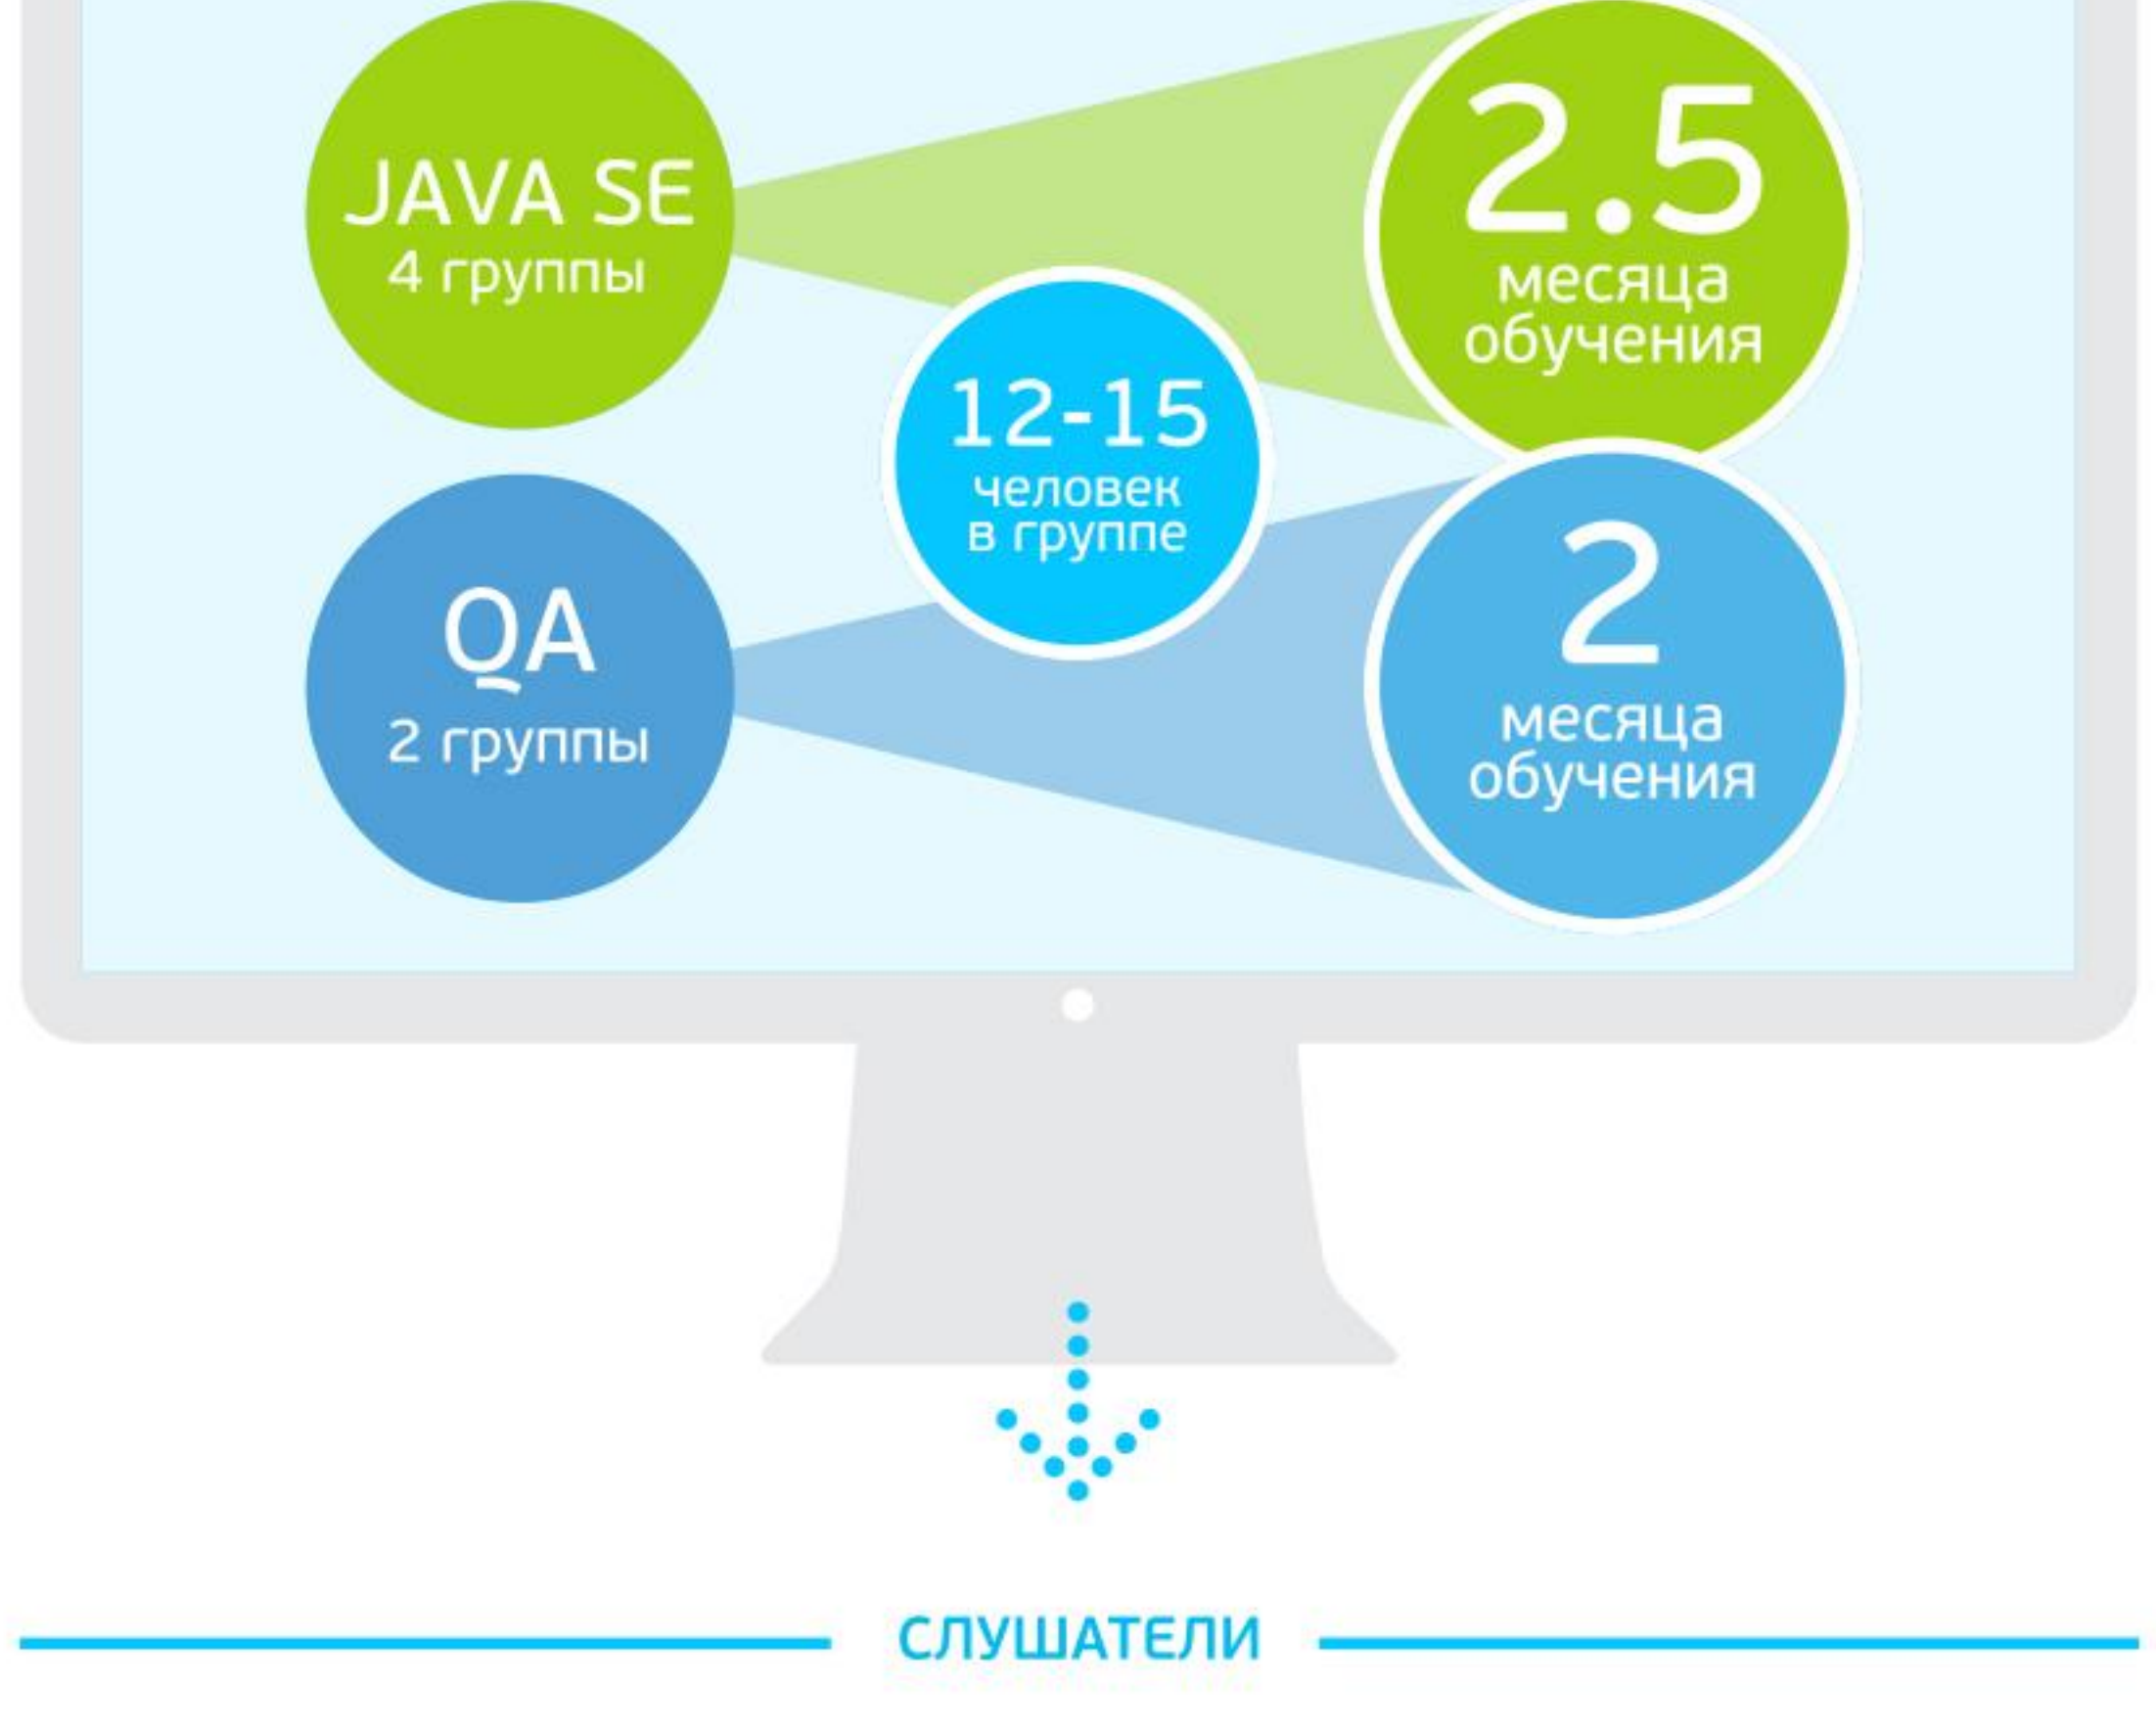 JAVA SE
4 группы
2.5
месяца
обучения
12-15
человек
в группе
QA
2 группы
2
месяца
обучения
СЛУШАТЕЛИ